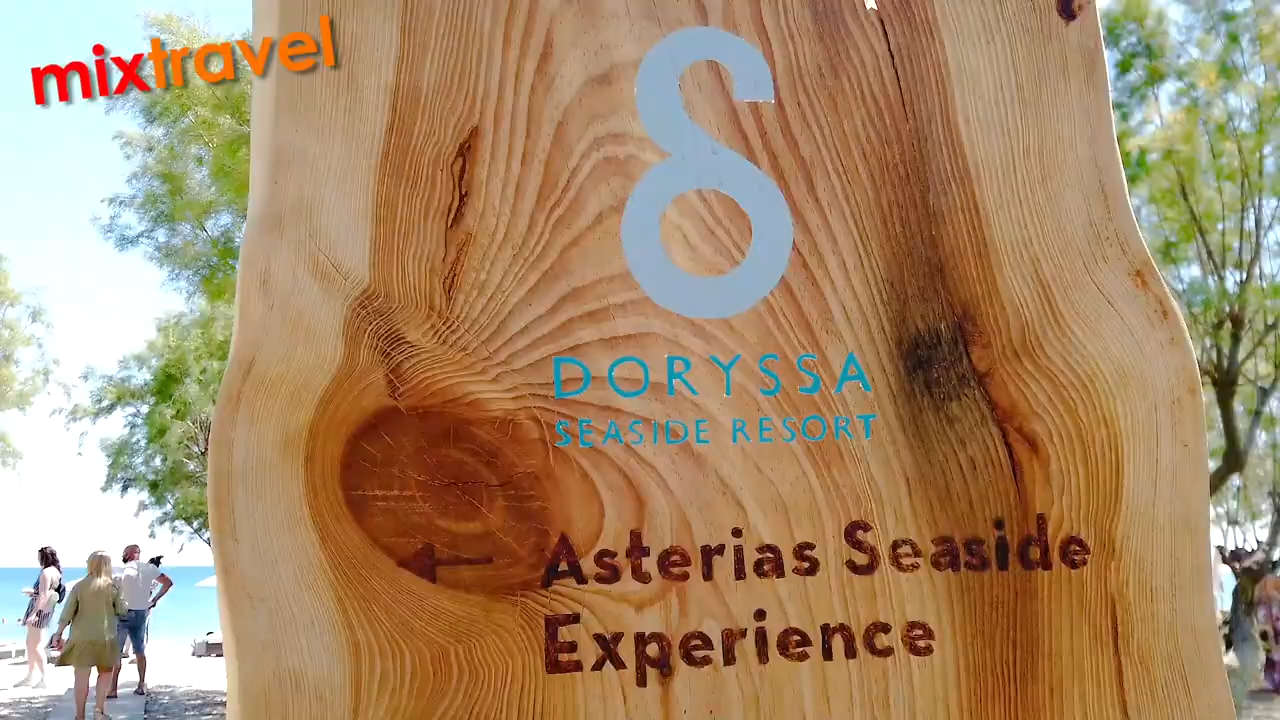 mixtravel
DORYSSA
SEASIDE RESORT
Asterias Seaside
Experience